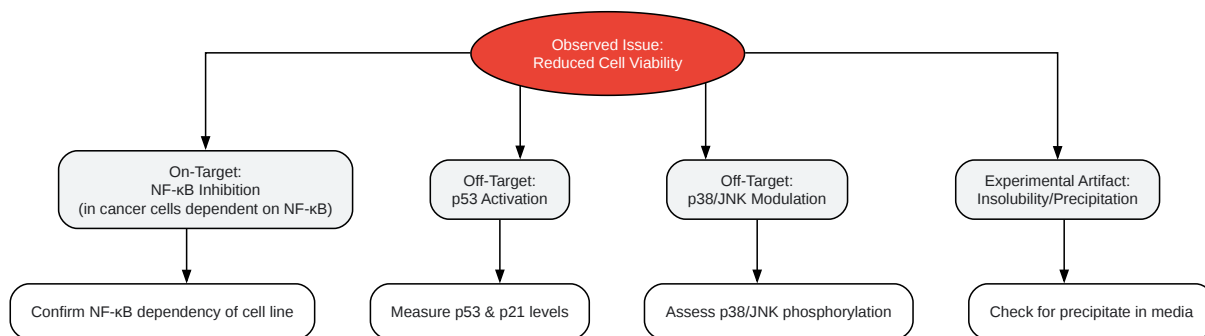 Observed Issue:
Reduced Cell Viability
On-Target:
NF-κB Inhibition
(in cancer cells dependent on NF-κB)
Off-Target:
p53 Activation
Off-Target:
p38/JNK Modulation
Experimental Artifact:
Insolubility/Precipitation
Confirm NF-κB dependency of cell line
Measure p53 & p21 levels
Assess p38/JNK phosphorylation
Check for precipitate in media